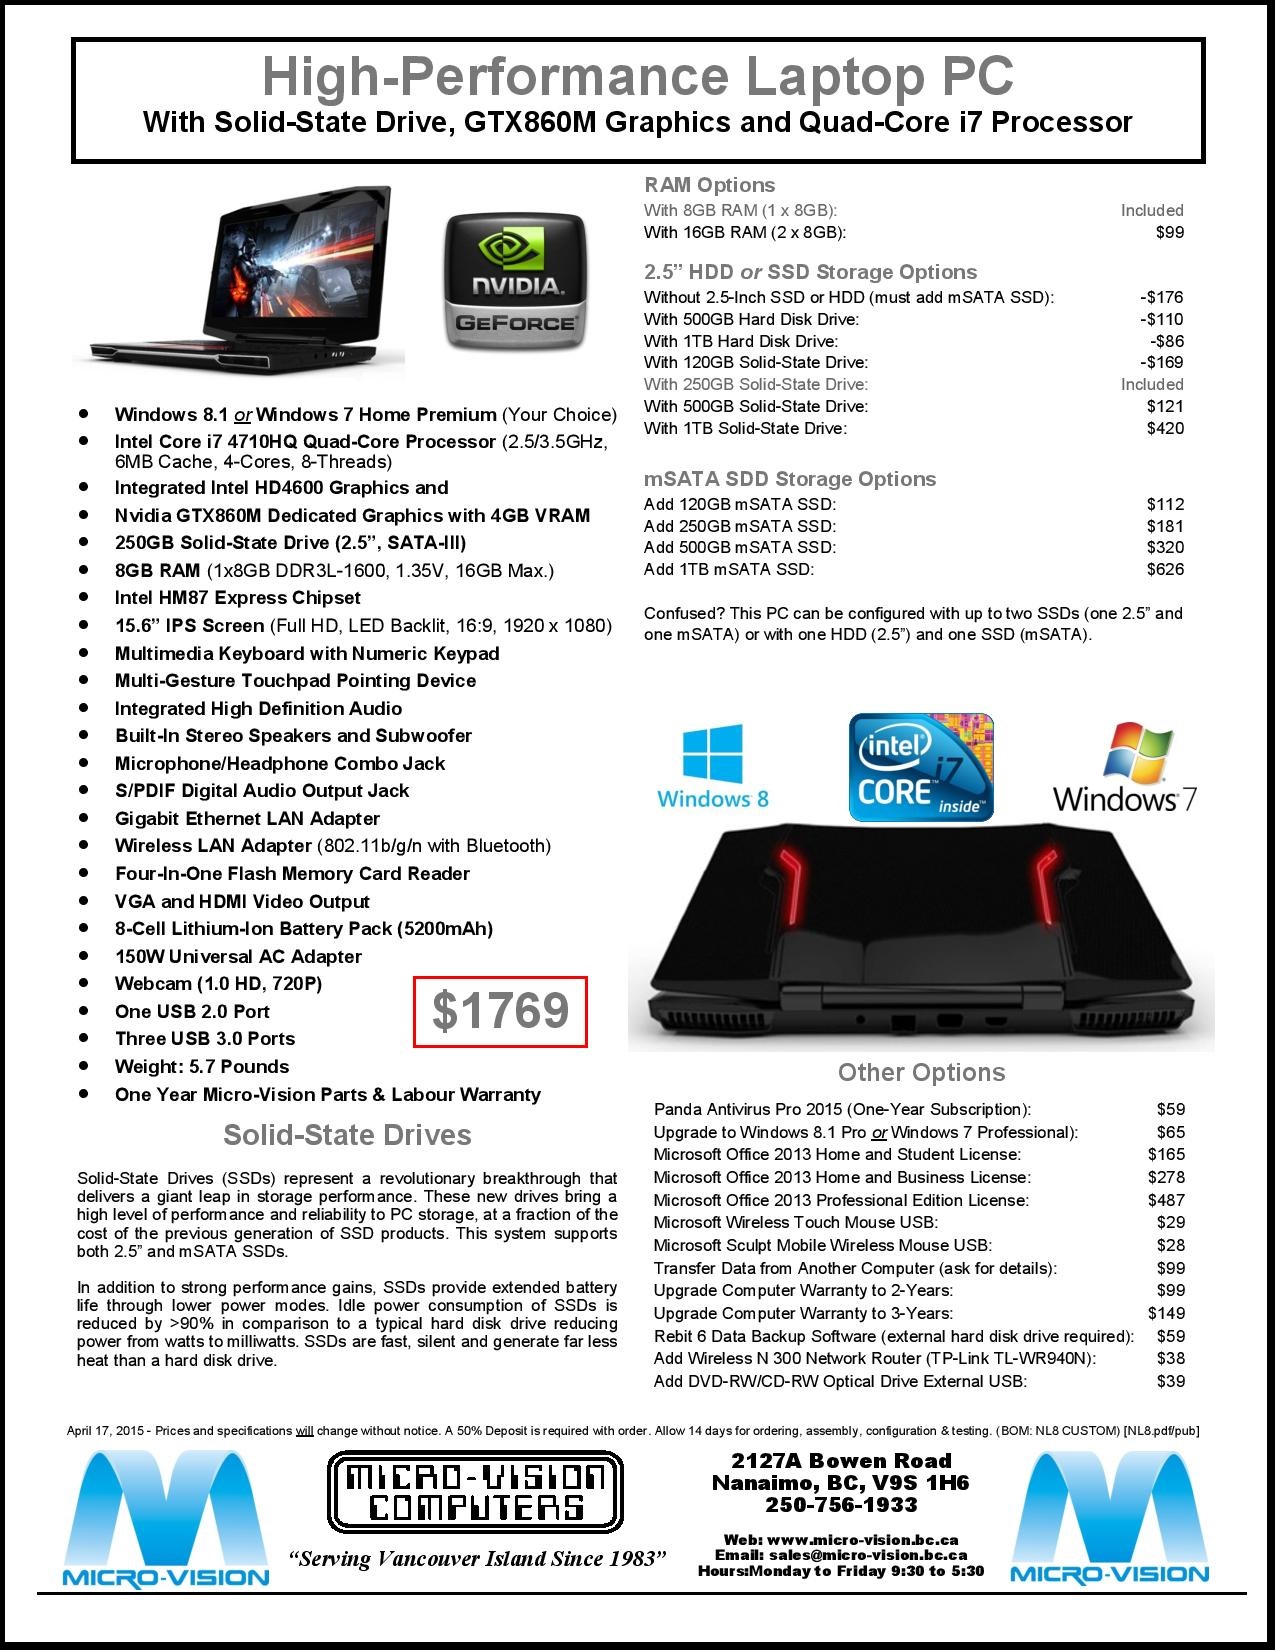 High-Performance Laptop PC
With Solid-State Drive, GTX860M Graphics and Quad-Core i7 Processor
NVIDIA.
GEFORCE
• Windows 8.1 or Windows 7 Home Premium (Your Choice)
• Intel Core i7 4710HQ Quad-Core Processor (2.5/3.5GHz,
6MB Cache, 4-Cores, 8-Threads)
• Integrated Intel HD4600 Graphics and
• Nvidia GTX860M Dedicated Graphics with 4GB VRAM
• 250GB Solid-State Drive (2.5”, SATA-III)
• 8GB RAM (1x8GB DDR3L-1600, 1.35V, 16GB Max.)
• Intel HM87 Express Chipset
• 15.6” IPS Screen (Full HD, LED Backlit, 16:9, 1920 x 1080)
• Multimedia Keyboard with Numeric Keypad
• Multi-Gesture Touchpad Pointing Device
• Integrated High Definition Audio
• Built-In Stereo Speakers and Subwoofer
• Microphone/Headphone Combo Jack
• S/PDIF Digital Audio Output Jack
• Gigabit Ethernet LAN Adapter
• Wireless LAN Adapter (802.11b/g/n with Bluetooth)
• Four-In-One Flash Memory Card Reader
• VGA and HDMI Video Output
• 8-Cell Lithium-Ion Battery Pack (5200mAh)
• 150W Universal AC Adapter
• Webcam (1.0 HD, 720P)
• One USB 2.0 Port
• Three USB 3.0 Ports
• Weight: 5.7 Pounds
• One Year Micro-Vision Parts & Labour Warranty
$1769
Solid-State Drives
Solid-State Drives (SSDs) represent a revolutionary breakthrough that
delivers a giant leap in storage performance. These new drives bring a
high level of performance and reliability to PC storage, at a fraction of the
cost of the previous generation of SSD products. This system supports
both 2.5” and mSATA SSDs.
In addition to strong performance gains, SSDs provide extended battery
life through lower power modes. Idle power consumption of SSDs is
reduced by >90% in comparison to a typical hard disk drive reducing
power from watts to milliwatts. SSDs are fast, silent and generate far less
heat than a hard disk drive.
RAM Options
With 8GB RAM (1 x 8GB): Included
With 16GB RAM (2 x 8GB): $99
2.5” HDD or SSD Storage Options
Without 2.5-Inch SSD or HDD (must add mSATA SSD): -$176
With 500GB Hard Disk Drive: -$110
With 1TB Hard Disk Drive: -$86
With 120GB Solid-State Drive: -$169
With 250GB Solid-State Drive: Included
With 500GB Solid-State Drive: $121
With 1TB Solid-State Drive: $420
mSATA SDD Storage Options
Add 120GB mSATA SSD: $112
Add 250GB mSATA SSD: $181
Add 500GB mSATA SSD: $320
Add 1TB mSATA SSD: $626
Confused? This PC can be configured with up to two SSDs (one 2.5” and
one mSATA) or with one HDD (2.5”) and one SSD (mSATA).
Windows 8
intel
CORE™ i7
inside™
Windows 7
Other Options
Panda Antivirus Pro 2015 (One-Year Subscription): $59
Upgrade to Windows 8.1 Pro or Windows 7 Professional): $65
Microsoft Office 2013 Home and Student License: $165
Microsoft Office 2013 Home and Business License: $278
Microsoft Office 2013 Professional Edition License: $487
Microsoft Wireless Touch Mouse USB: $29
Microsoft Sculpt Mobile Wireless Mouse USB: $28
Transfer Data from Another Computer (ask for details): $99
Upgrade Computer Warranty to 2-Years: $99
Upgrade Computer Warranty to 3-Years: $149
Rebit 6 Data Backup Software (external hard disk drive required): $59
Add Wireless N 300 Network Router (TP-Link TL-WR940N): $38
Add DVD-RW/CD-RW Optical Drive External USB: $39
April 17, 2015 - Prices and specifications will change without notice. A 50% Deposit is required with order. Allow 14 days for ordering, assembly, configuration & testing. (BOM: NL8 CUSTOM) [NL8.pdf/pub]
MICRO-VISION
MICRO-VISION
COMPUTERS
“Serving Vancouver Island Since 1983”
2127A Bowen Road
Nanaimo, BC, V9S 1H6
250-756-1933
Web: www.micro-vision.bc.ca
Email: sales@micro-vision.bc.ca
Hours:Monday to Friday 9:30 to 5:30
MICRO-VISION